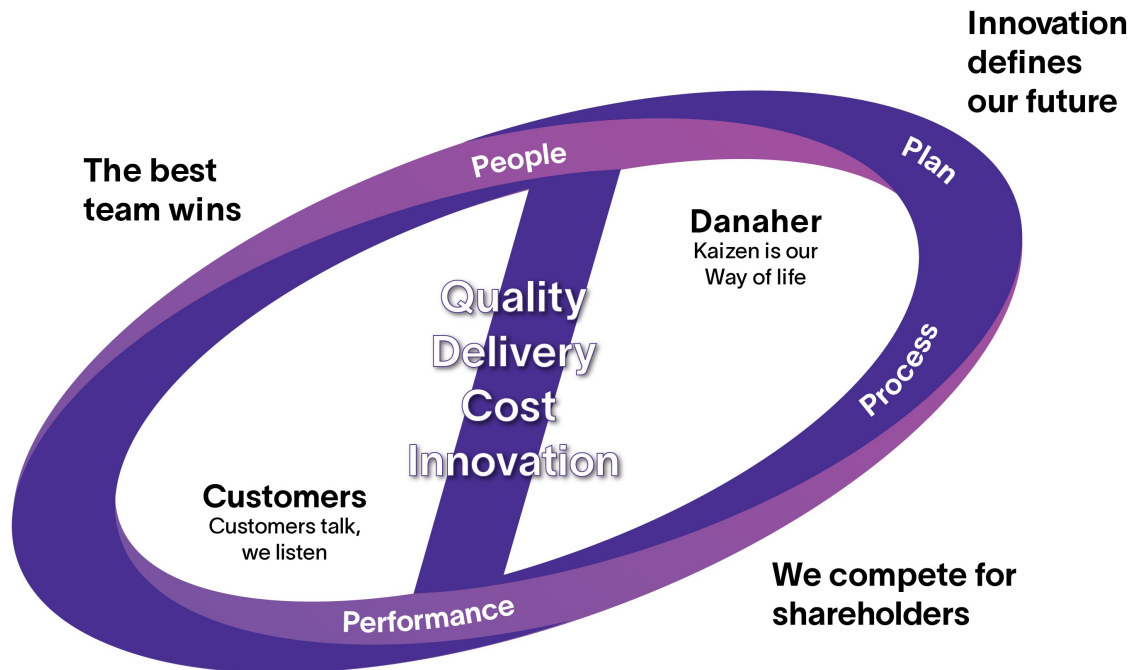 Innovation
defines
our future
The best
team wins
People
Plan
Danaher
Kaizen is our
Way of life
Quality
Delivery
Cost
Innovation
Process
Customers
Customers talk,
we listen
We compete for
shareholders
Performance